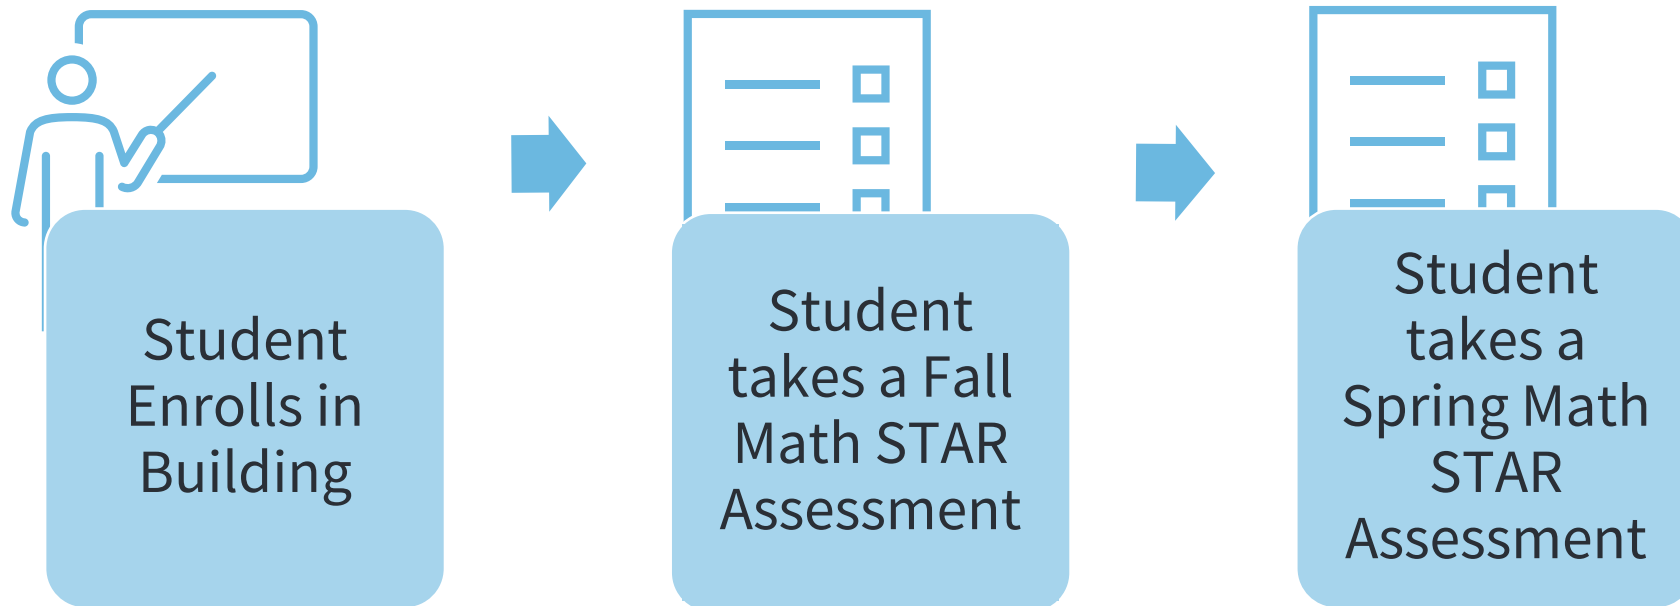 Student
Enrolls in
Building
Student
takes a Fall
Math STAR
Assessment
Student
takes a
Spring Math
STAR
Assessment